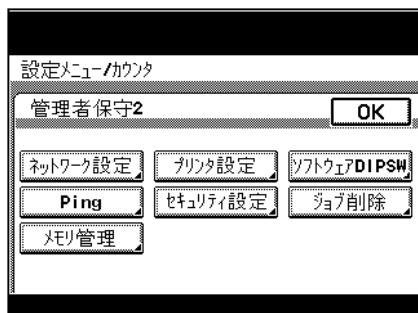 設定メニュー/カウンタ
管理者保守2 OK
ネットワーク設定 プリンタ設定 ソフトウェアDIPSW
Ping セキュリティ設定 ジョブ削除
メモリ管理